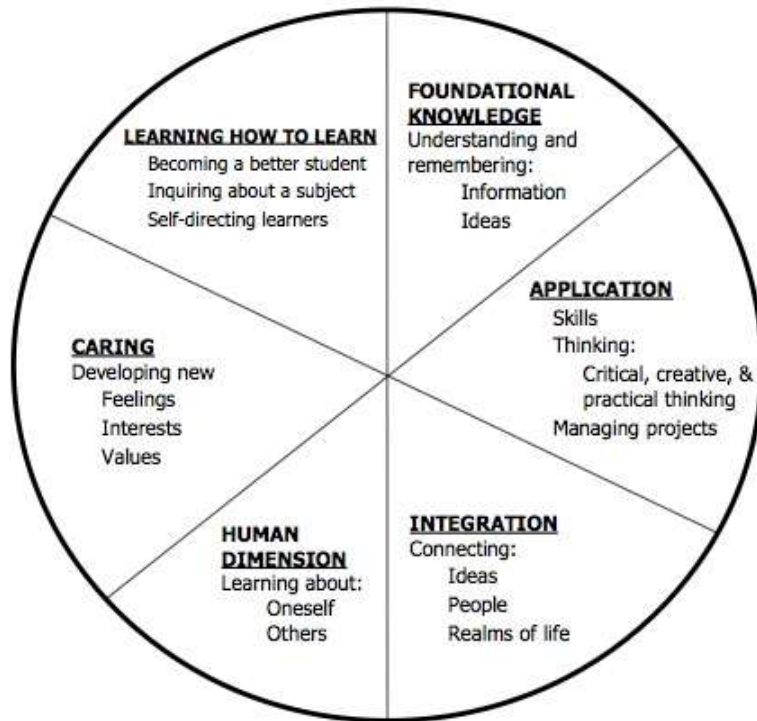 FOUNDATIONAL
KNOWLEDGE
Understanding and
remembering:
Information
Ideas
APPLICATION
Skills
Thinking:
Critical, creative, &
practical thinking
Managing projects
INTEGRATION
Connecting:
Ideas
People
Realms of life
HUMAN
DIMENSION
Learning about:
Oneself
Others
CARING
Developing new
Feelings
Interests
Values
LEARNING HOW TO LEARN
Becoming a better student
Inquiring about a subject
Self-directing learners